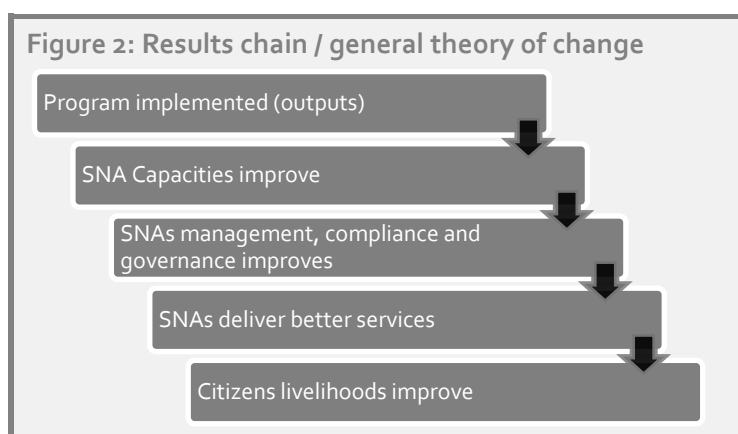 Figure 2: Results chain / general theory of change
Program implemented (outputs)
SNA Capacities improve
SNAs management, compliance and
governance improves
SNAs deliver better services
Citizens livelihoods improve